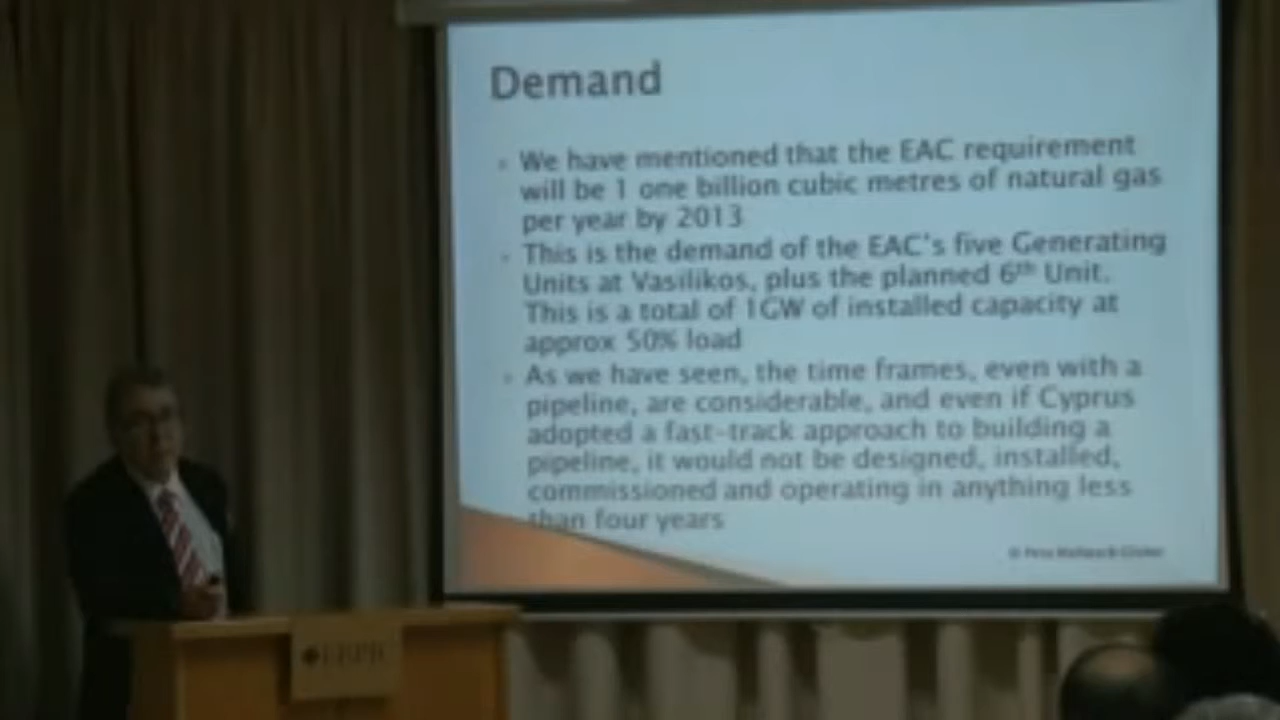 Demand
We have mentioned that the EAC requirement
will be 1 one billion cubic metres of natural gas
per year by 2013
This is the demand of the EAC's five Generating
Units at Vasilikos, plus the planned 6th Unit.
This is a total of 1GW of installed capacity at
approx 50% load
As we have seen, the time frames, even with a
pipeline, are considerable, and even if Cyprus
adopted a fast-track approach to building a
pipeline, it would not be designed, installed,
commissioned and operating in anything less
than four years